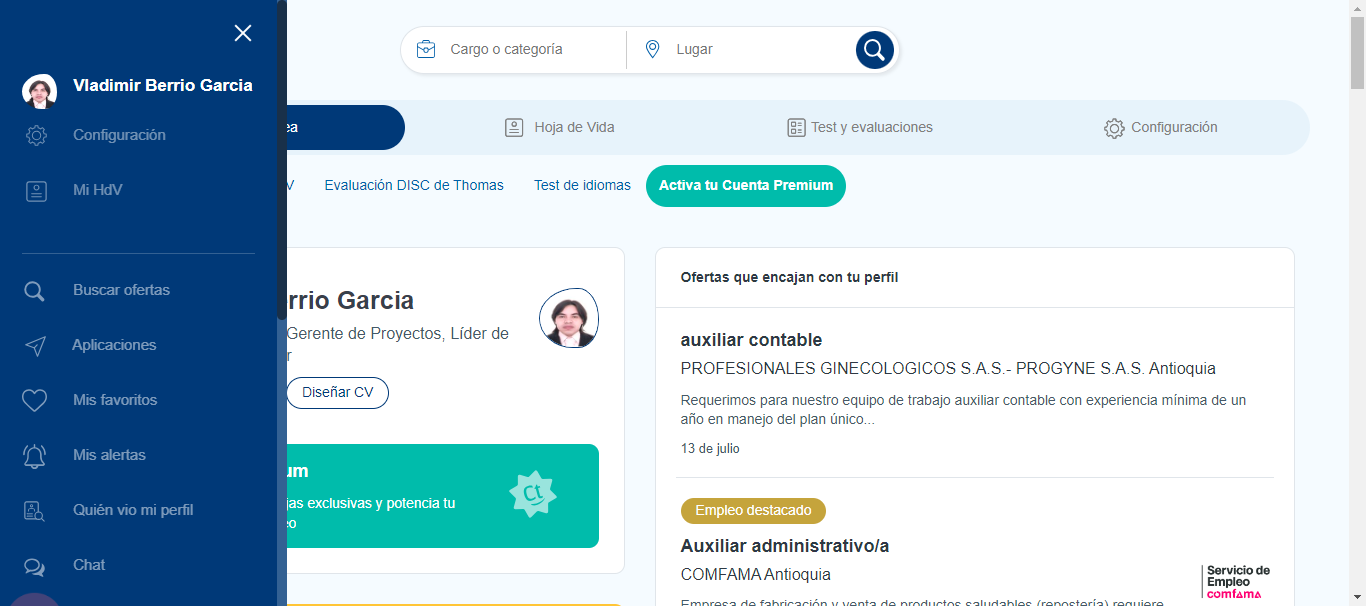 Vladimir Berrio Garcia
Configuración
Mi HdV
Buscar ofertas
Aplicaciones
Mis favoritos
Mis alertas
Quién vio mi perfil
Chat
Cargo o categoría
Lugar
ea
Hoja de Vida
Test y evaluaciones
Configuración
V
Evaluación DISC de Thomas
Test de idiomas
Activa tu Cuenta Premium
rrio Garcia
Gerente de Proyectos, Líder de
r
Diseñar CV
um
jas exclusivas y potencia tu
eo
Ct
Ofertas que encajan con tu perfil
auxiliar contable
PROFESIONALES GINECOLOGICOS S.A.S.- PROGYNE S.A.S. Antioquia
Requerimos para nuestro equipo de trabajo auxiliar contable con experiencia mínima de un
año en manejo del plan único...
13 de julio
Empleo destacado
Auxiliar administrativo/a
COMFAMA Antioquia
Servicio de
Empleo
comfama
Empresa de fabricación y venta de productos saludables (repostería) requiere